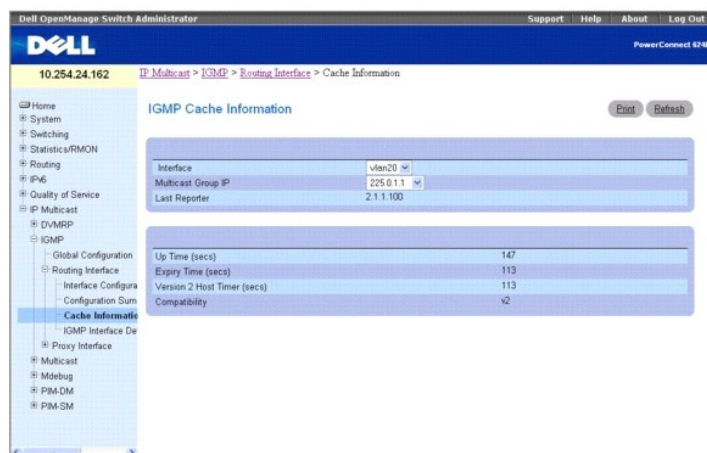 Dell OpenManage Switch Administrator
Support Help About Log Out
DELL
PowerConnect 6248
10.254.24.162
IP Multicast > IGMP > Routing Interface > Cache Information
Home
System
Switching
Statistics/RMON
Routing
IPv6
Quality of Service
IP Multicast
DVMRP
IGMP
Global Configuration
Routing Interface
Interface Configura
Configuration Sum
Cache Informatio
IGMP Interface De
Proxy Interface
Multicast
Mdebug
PIM-DM
PIM-SM
IGMP Cache Information
Print Refresh
Interface vlan20
Multicast Group IP 225.0.1.1
Last Reporter 2.1.1.100
Up Time (secs) 147
Expiry Time (secs) 113
Version 2 Host Timer (secs) 113
Compatibility v2